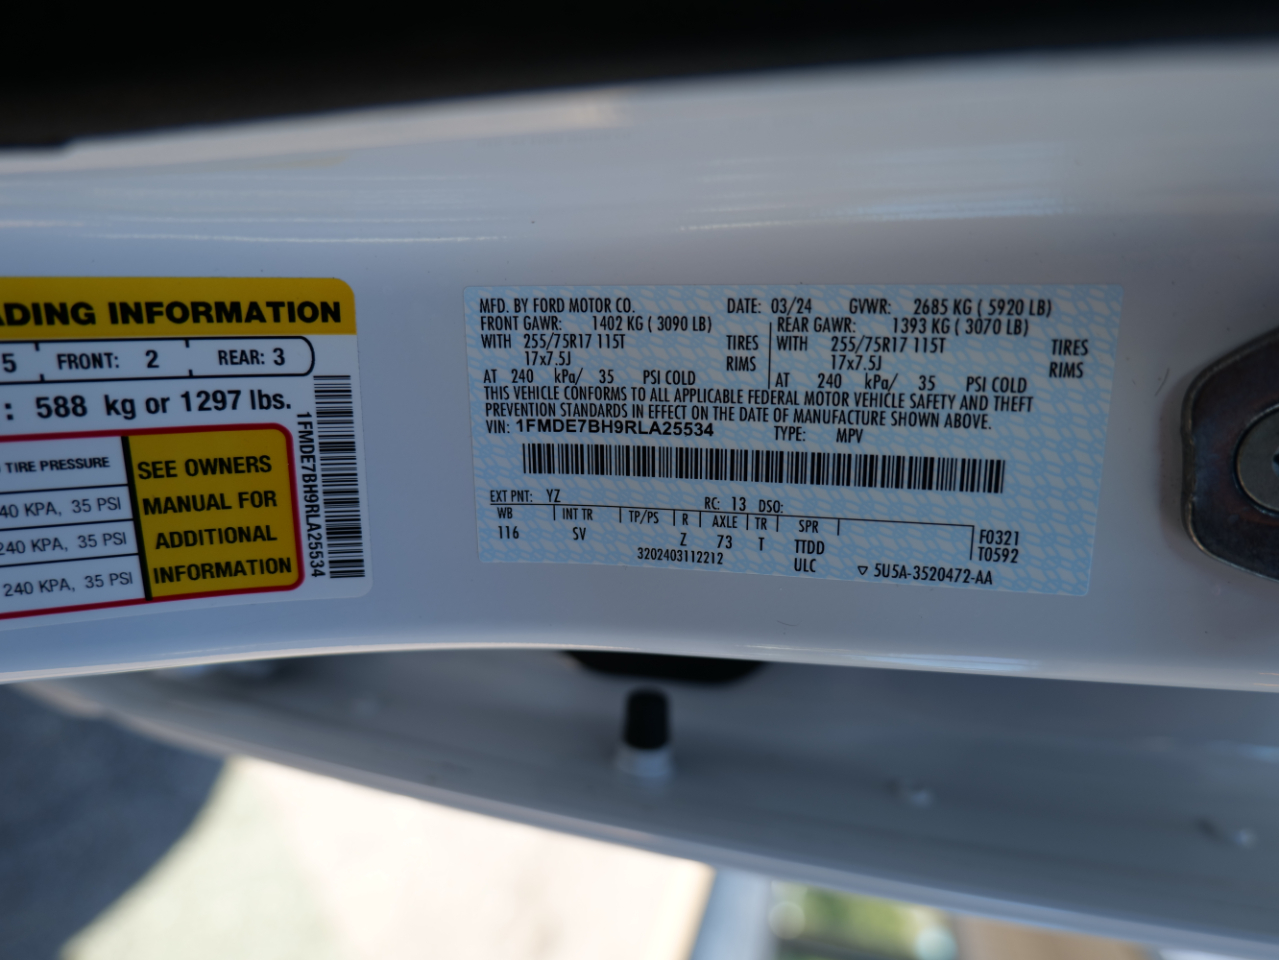 ADING INFORMATION
5 FRONT: 2 REAR: 3
: 588 kg or 1297 lbs.
TIRE PRESSURE
40 KPA, 35 PSI
240 KPA, 35 PSI
240 KPA, 35 PSI
SEE OWNERS
MANUAL FOR
ADDITIONAL
INFORMATION
1FMDE7BH9RLA25534
MFD. BY FORD MOTOR CO. DATE: 03/24 GVWR: 2685 KG ( 5920 LB)
FRONT GAWR: 1402 KG ( 3090 LB) REAR GAWR: 1393 KG ( 3070 LB)
WITH 255/75R17 115T TIRES WITH 255/75R17 115T TIRES
17x7.5J RIMS 17x7.5J RIMS
AT 240 kPa/ 35 PSI COLD AT 240 kPa/ 35 PSI COLD
THIS VEHICLE CONFORMS TO ALL APPLICABLE FEDERAL MOTOR VEHICLE SAFETY AND THEFT
PREVENTION STANDARDS IN EFFECT ON THE DATE OF MANUFACTURE SHOWN ABOVE.
VIN: 1FMDE7BH9RLA25534 TYPE: MPV
EXT PNT: YZ RC: 13 DSO:
WB INT TR TP/PS R AXLE TR SPR
116 SV Z 73 T TTDD
3202403112212 ULC
F0321
T0592
5U5A-3520472-AA